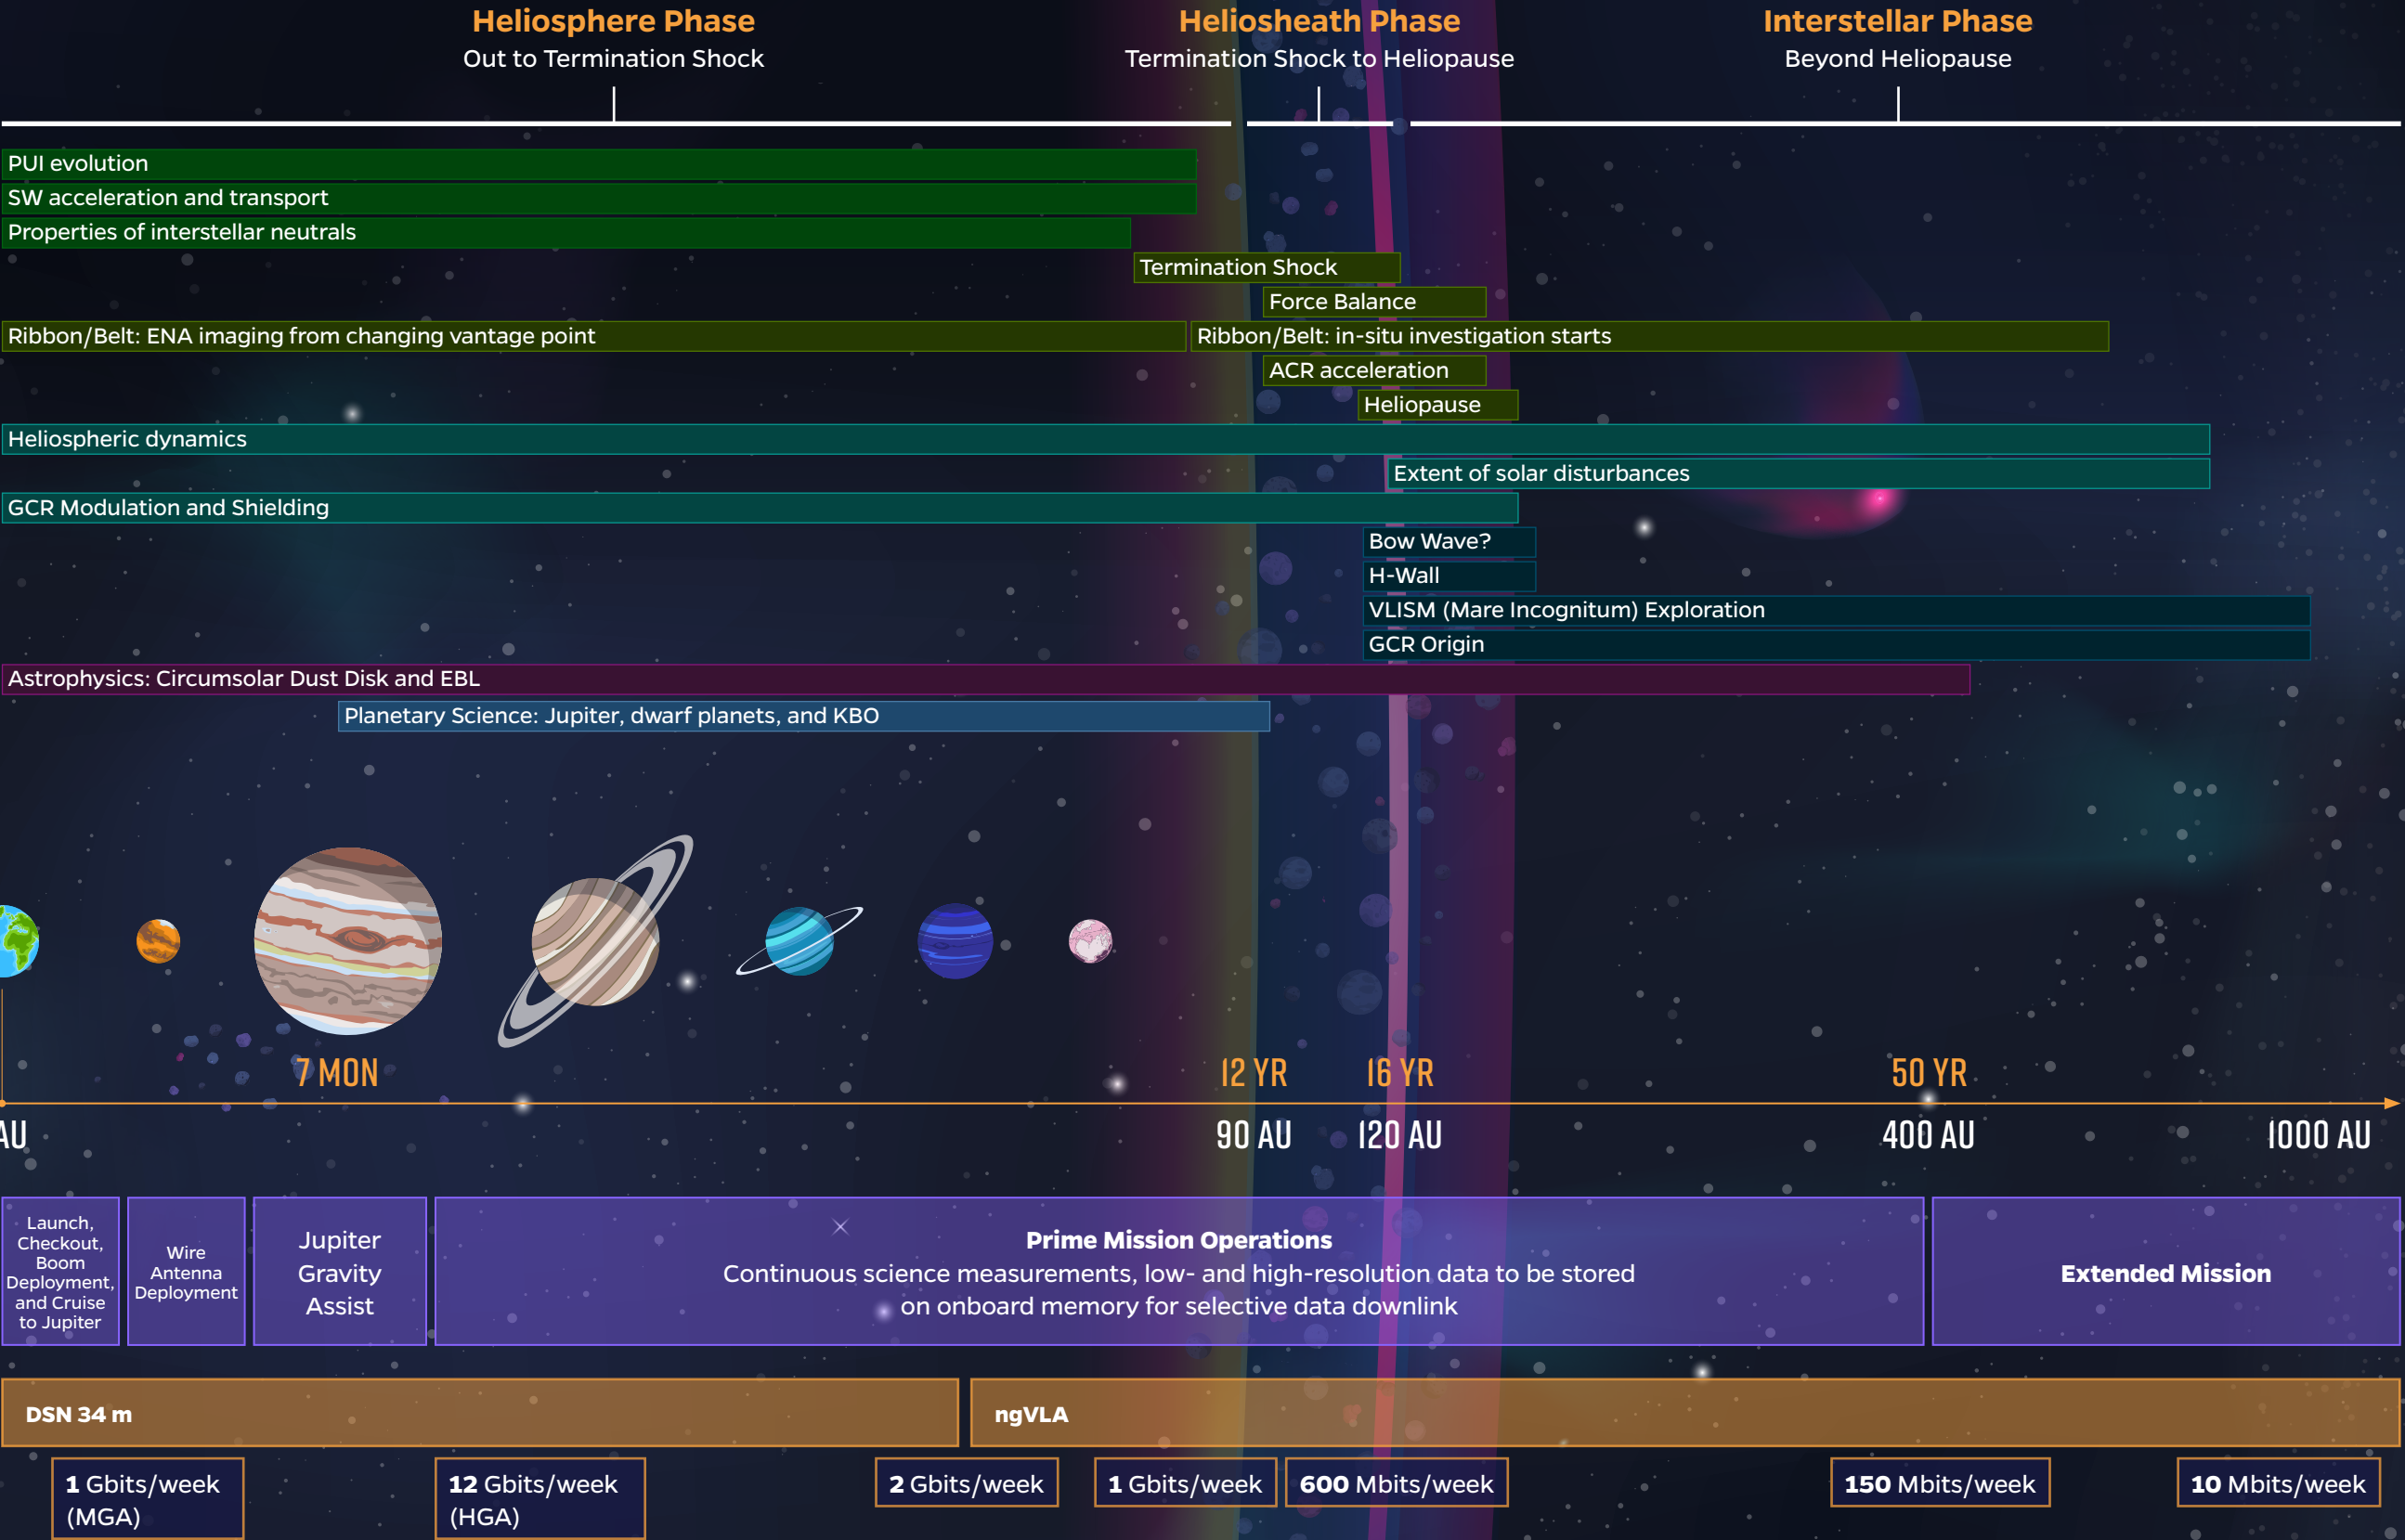 Heliosphere Phase
Out to Termination Shock
Heliosheath Phase
Termination Shock to Heliopause
Interstellar Phase
Beyond Heliopause
PUI evolution
SW acceleration and transport
Properties of interstellar neutrals
Termination Shock
Force Balance
Ribbon/Belt: ENA imaging from changing vantage point
Ribbon/Belt: in-situ investigation starts
ACR acceleration
Heliopause
Heliospheric dynamics
Extent of solar disturbances
GCR Modulation and Shielding
Bow Wave?
H-Wall
VLISM (Mare Incognitum) Exploration
GCR Origin
Astrophysics: Circumsolar Dust Disk and EBL
Planetary Science: Jupiter, dwarf planets, and KBO
7 MON
12 YR
16 YR
50 YR
AU
90 AU
120 AU
400 AU
1000 AU
Launch,
Checkout,
Boom
Deployment,
and Cruise
to Jupiter
Wire
Antenna
Deployment
Jupiter
Gravity
Assist
Prime Mission Operations
Continuous science measurements, low- and high-resolution data to be stored
on onboard memory for selective data downlink
Extended Mission
DSN 34 m
ngVLA
1 Gbits/week
(MGA)
12 Gbits/week
(HGA)
2 Gbits/week
1 Gbits/week
600 Mbits/week
150 Mbits/week
10 Mbits/week